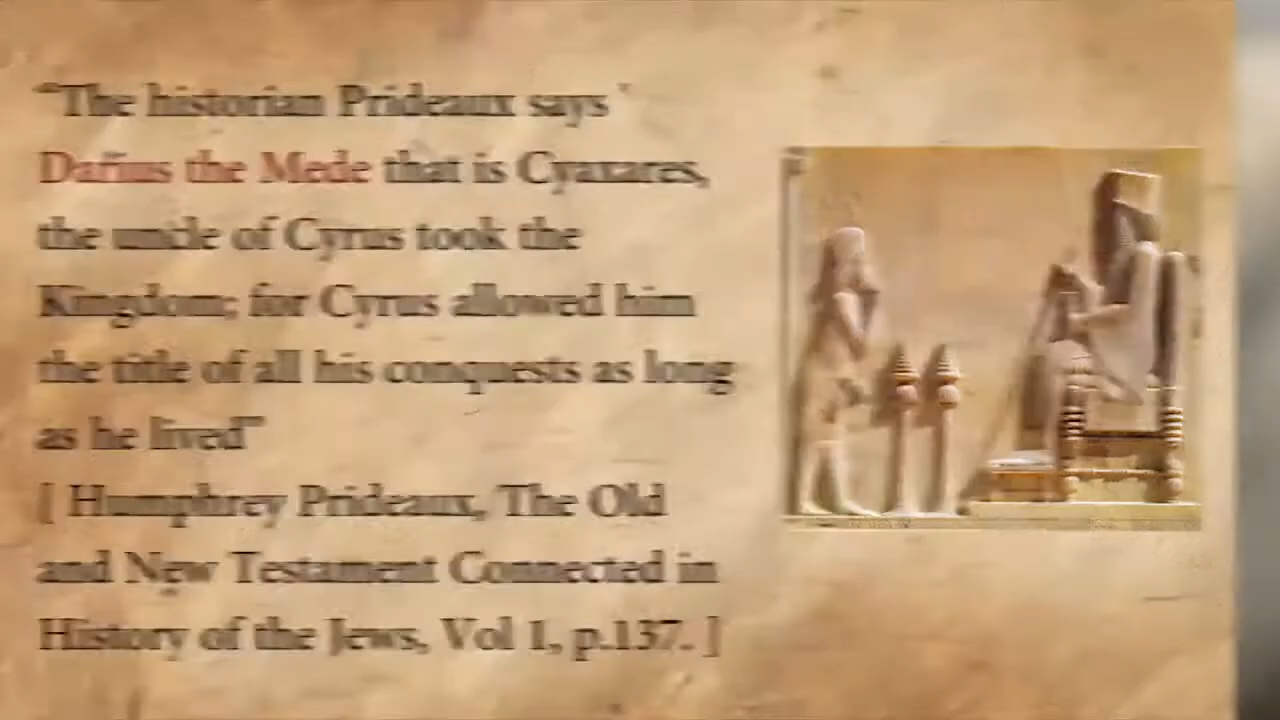 “The historian Prideaux says '
Darius the Mede that is Cyaxares,
the uncle of Cyrus took the
Kingdom; for Cyrus allowed him
the title of all his conquests as long
as he lived”
[ Humphrey Prideaux, The Old
and New Testament Connected in
History of the Jews, Vol 1, p.137. ]